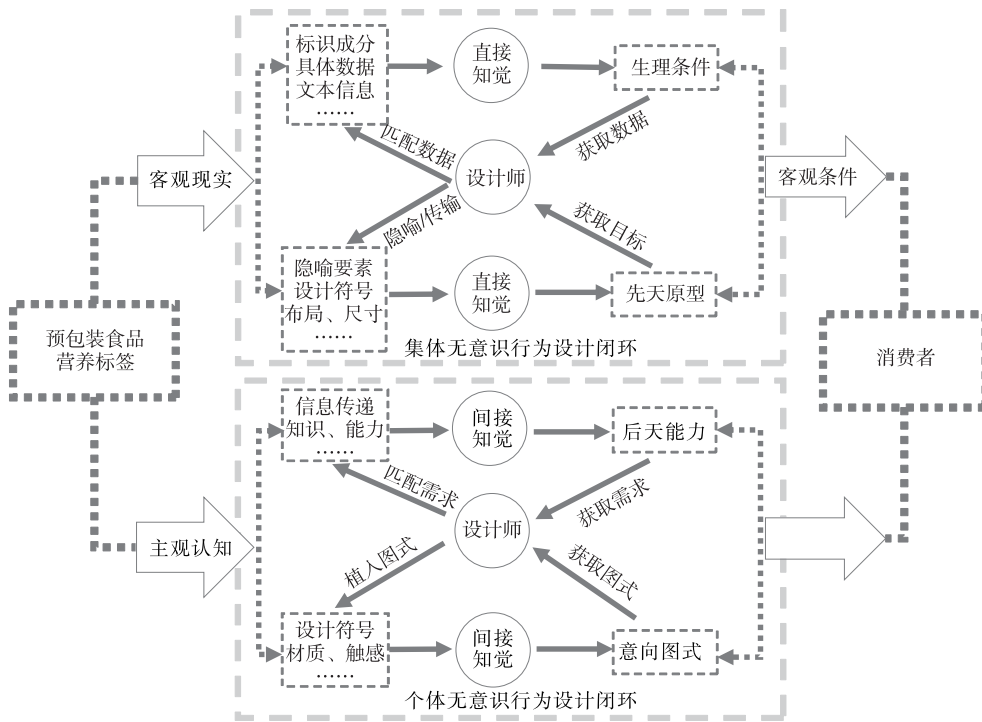 标识成分
具体数据
文本信息
……
直接
知觉
生理条件
匹配数据
获取数据
客观现实
设计师
客观条件
隐喻/传输
获取目标
隐喻要素
设计符号
布局、尺寸
……
直接
知觉
先天原型
集体无意识行为设计闭环
预包装食品
营养标签
消费者
信息传递
知识、能力
……
间接
知觉
后天能力
匹配需求
获取需求
主观认知
设计师
植入图式
获取图式
设计符号
材质、触感
……
间接
知觉
意向图式
个体无意识行为设计闭环